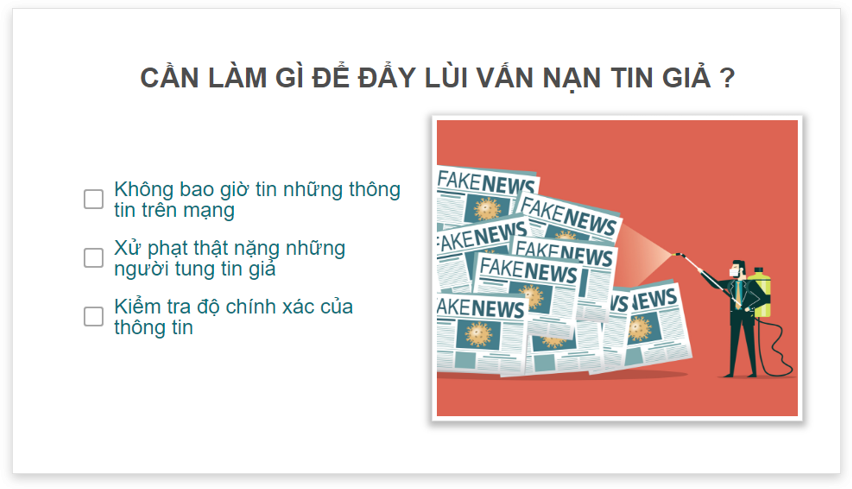 CẦN LÀM GÌ ĐỂ ĐẨY LÙI VẤN NẠN TIN GIẢ ?
Không bao giờ tin những thông
tin trên mạng
Xử phạt thật nặng những
người tung tin giả
Kiểm tra độ chính xác của
thông tin
FAKENEWS
FAKENEWS
FAKENEWS
FAKENEWS
FAKENEWS
FAKENEWS
NEWS